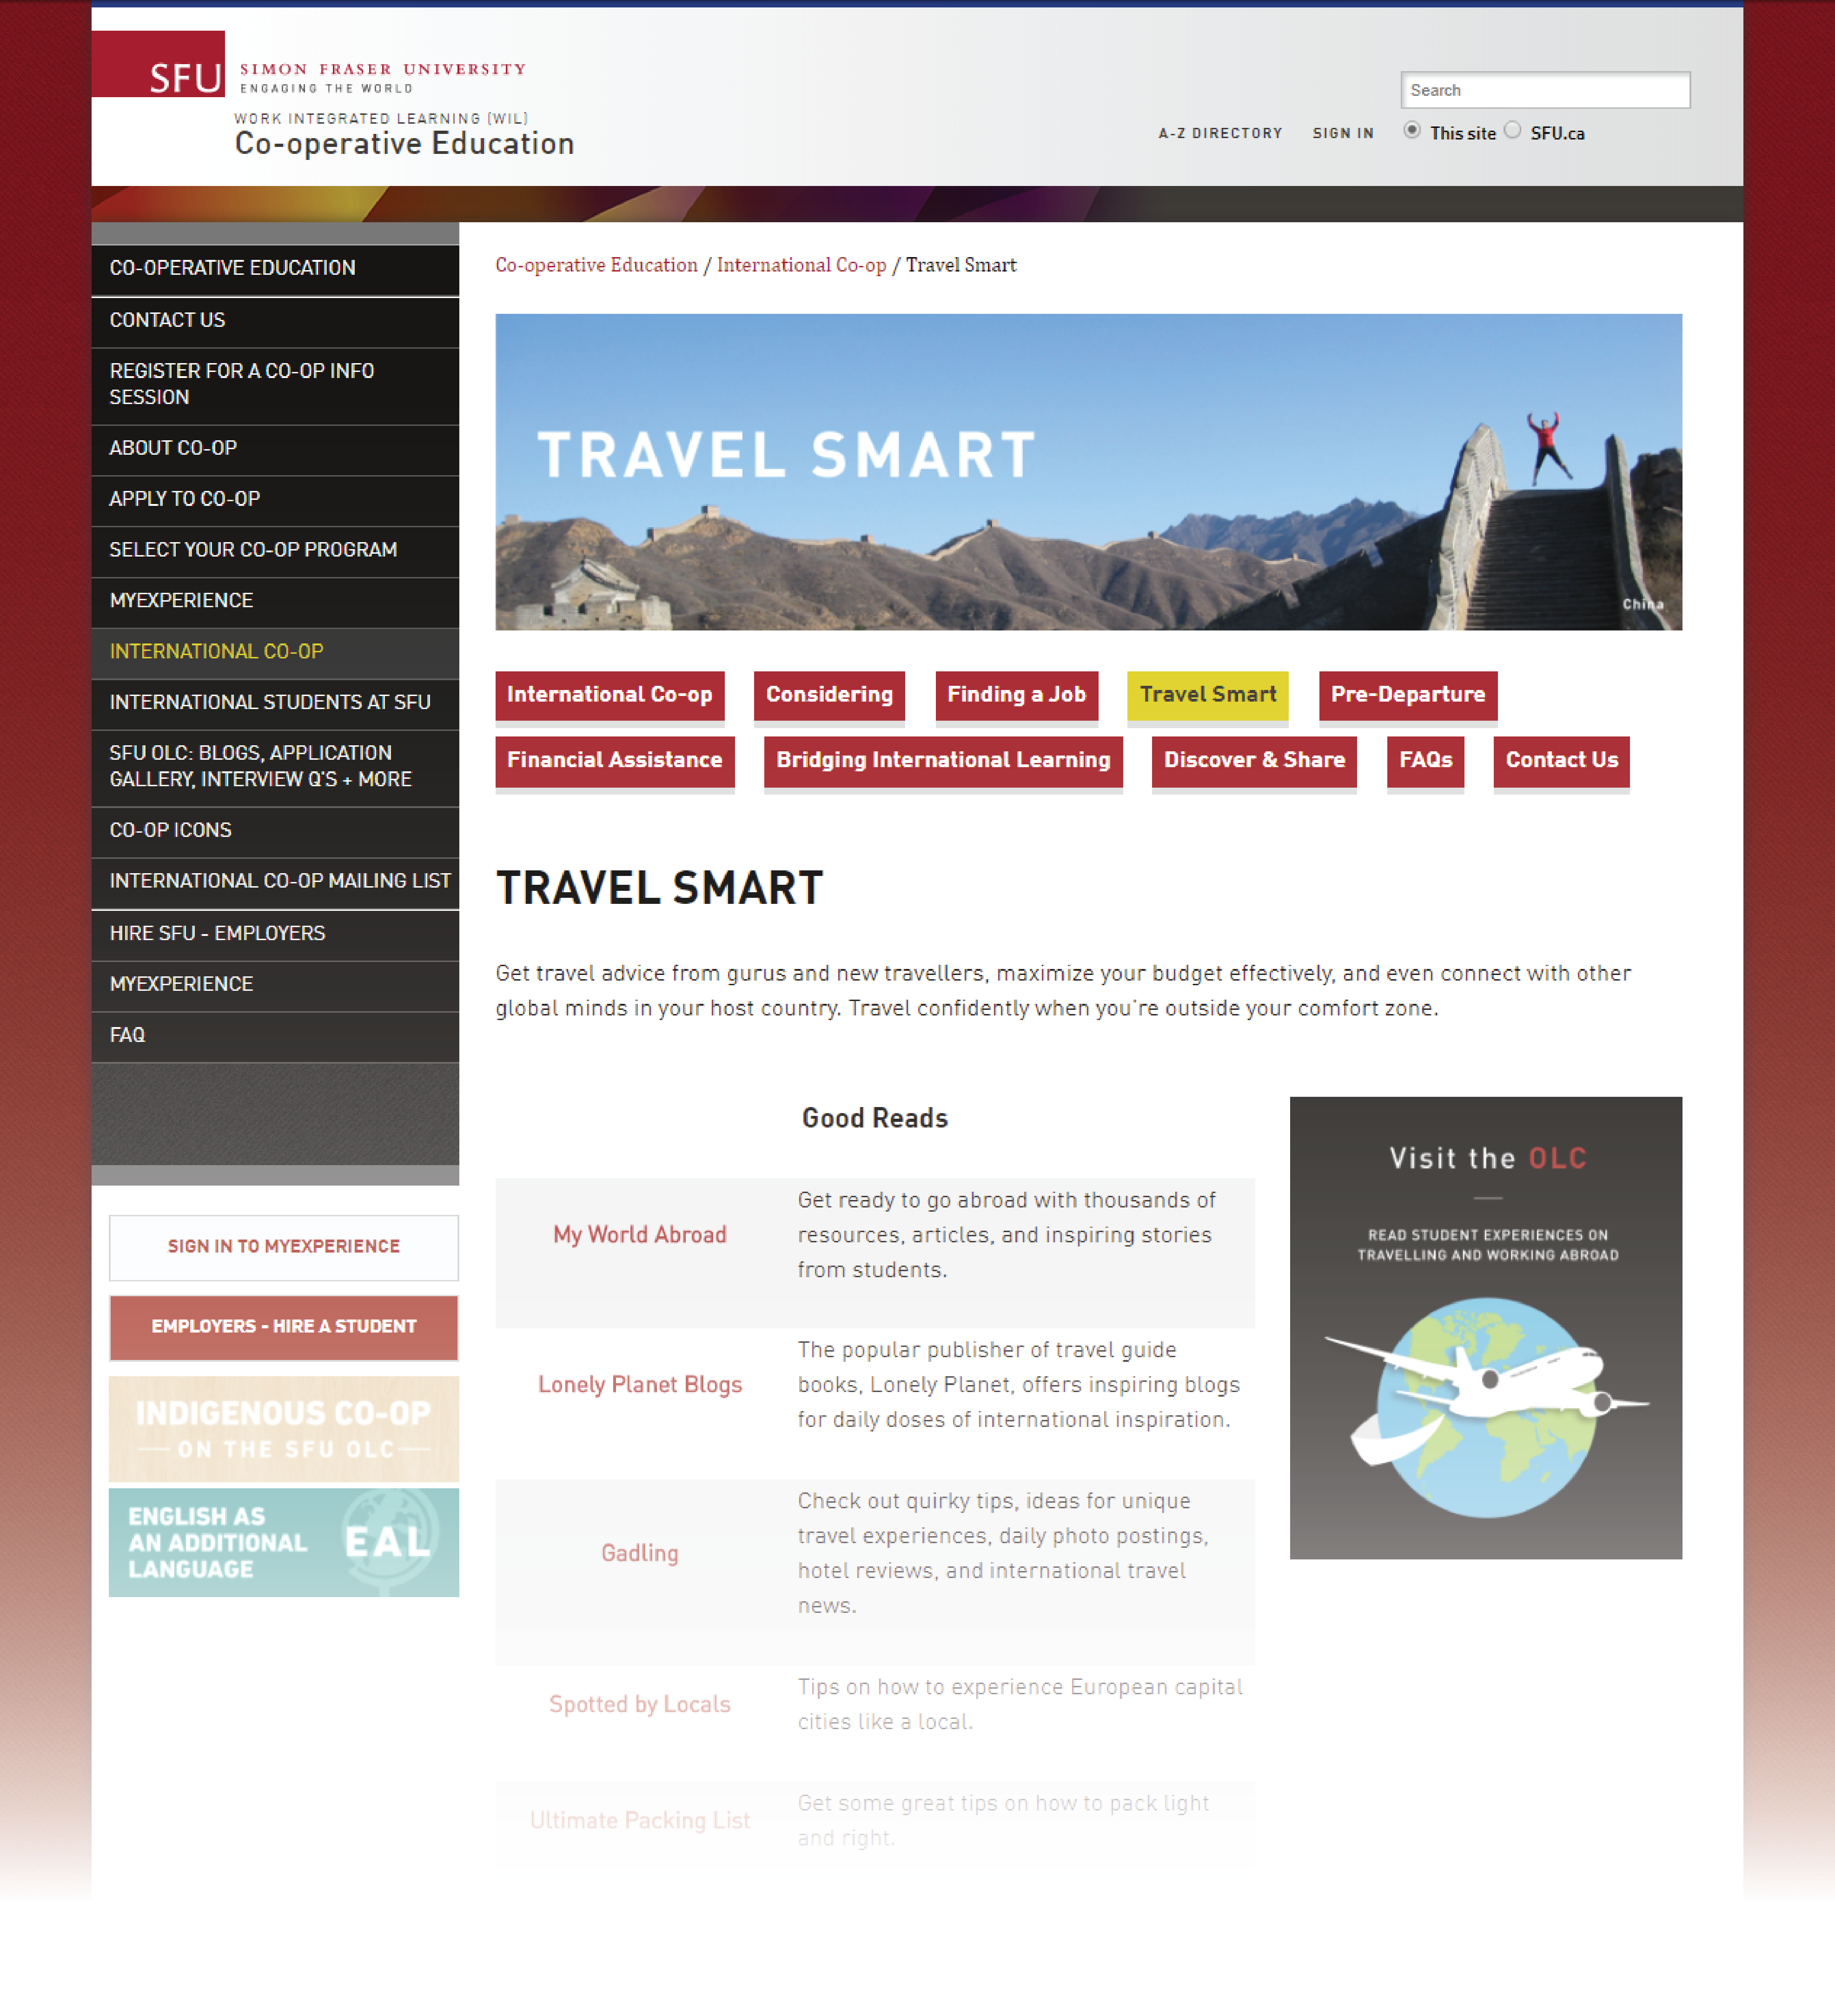 SFU
SIMON FRASER UNIVERSITY
ENGAGING THE WORLD
WORK INTEGRATED LEARNING (WIL)
Co-operative Education
Search
A-Z DIRECTORY SIGN IN This site SFU.ca
CO-OPERATIVE EDUCATION
CONTACT US
REGISTER FOR A CO-OP INFO
SESSION
ABOUT CO-OP
APPLY TO CO-OP
SELECT YOUR CO-OP PROGRAM
MYEXPERIENCE
INTERNATIONAL CO-OP
INTERNATIONAL STUDENTS AT SFU
SFU OLC: BLOGS, APPLICATION
GALLERY, INTERVIEW Q'S + MORE
CO-OP ICONS
INTERNATIONAL CO-OP MAILING LIST
HIRE SFU - EMPLOYERS
MYEXPERIENCE
FAQ
SIGN IN TO MYEXPERIENCE
EMPLOYERS - HIRE A STUDENT
INDIGENOUS CO-OP
ON THE SFU OLC
ENGLISH AS
AN ADDITIONAL
LANGUAGE
EAL
Co-operative Education / International Co-op / Travel Smart
TRAVEL SMART
China
International Co-op Considering Finding a Job Travel Smart Pre-Departure
Financial Assistance Bridging International Learning Discover & Share FAQs Contact Us
TRAVEL SMART
Get travel advice from gurus and new travellers, maximize your budget effectively, and even connect with other
global minds in your host country. Travel confidently when you're outside your comfort zone.
Good Reads
My World Abroad
Get ready to go abroad with thousands of
resources, articles, and inspiring stories
from students.
Lonely Planet Blogs
The popular publisher of travel guide
books, Lonely Planet, offers inspiring blogs
for daily doses of international inspiration.
Gadling
Check out quirky tips, ideas for unique
travel experiences, daily photo postings,
hotel reviews, and international travel
news.
Spotted by Locals
Tips on how to experience European capital
cities like a local.
Ultimate Packing List
Get some great tips on how to pack light
and right.
Visit the OLC
READ STUDENT EXPERIENCES ON
TRAVELLING AND WORKING ABROAD